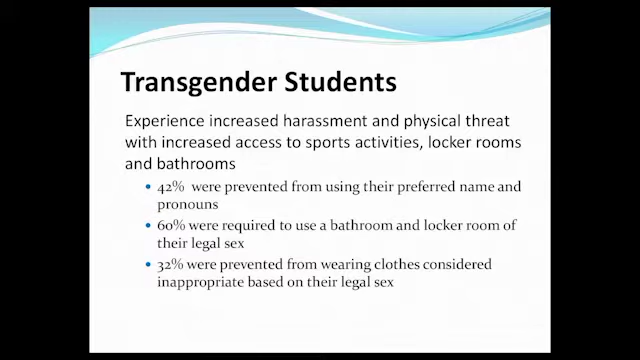 Transgender Students
Experience increased harassment and physical threat
with increased access to sports activities, locker rooms
and bathrooms
• 42% were prevented from using their preferred name and
pronouns
• 60% were required to use a bathroom and locker room of
their legal sex
• 32% were prevented from wearing clothes considered
inappropriate based on their legal sex